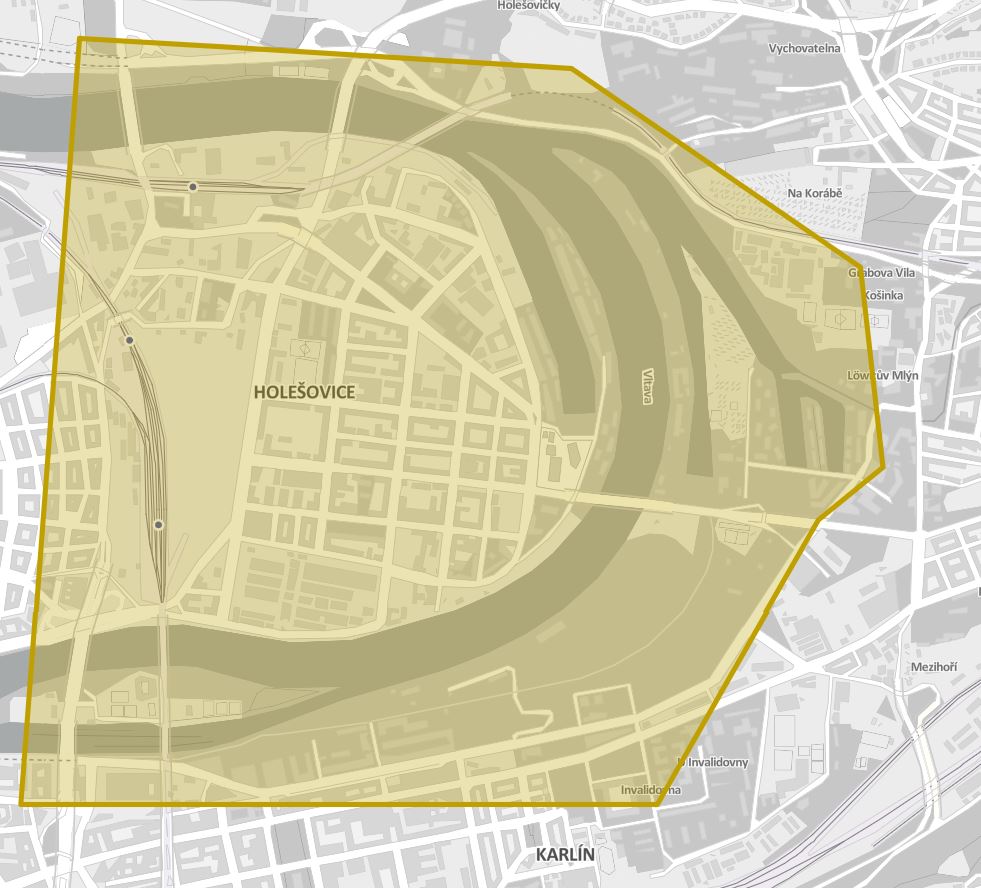 Holešovičky
Vychovatelna
Na Korábě
Grabova Vila
Košinka
Löwitův Mlýn
HOLEŠOVICE
Vltava
Mezihoří
U Invalidovny
Invalidovna
KARLÍN